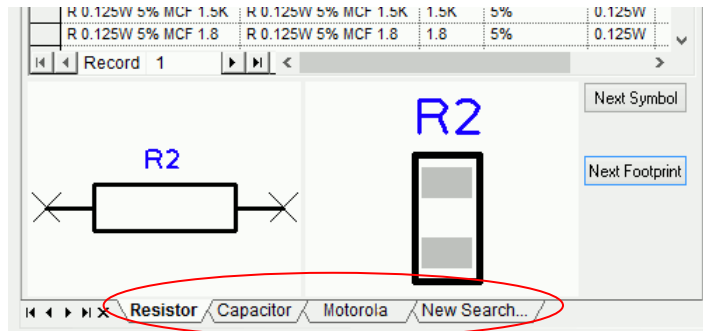 R 0.125W 5% MCF 1.5K R 0.125W 5% MCF 1.5K 1.5K 5% 0.125W
R 0.125W 5% MCF 1.8 R 0.125W 5% MCF 1.8 1.8 5% 0.125W
Record 1
Next Symbol
R2
R2
Next Footprint
Resistor Capacitor Motorola New Search...